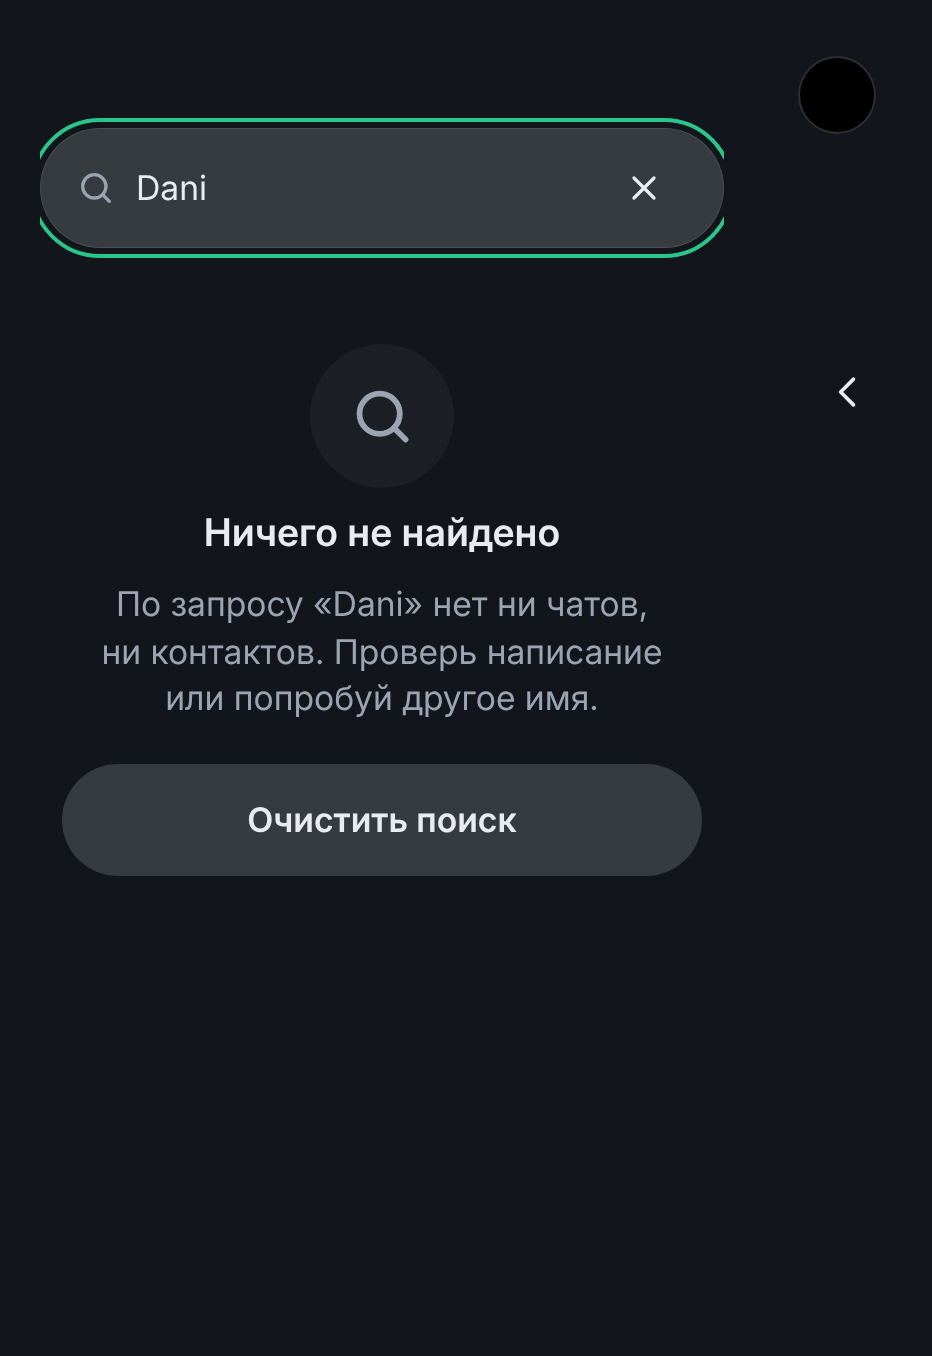 Dani
Ничего не найдено
По запросу «Dani» нет ни чатов,
ни контактов. Проверь написание
или попробуй другое имя.
Очистить поиск